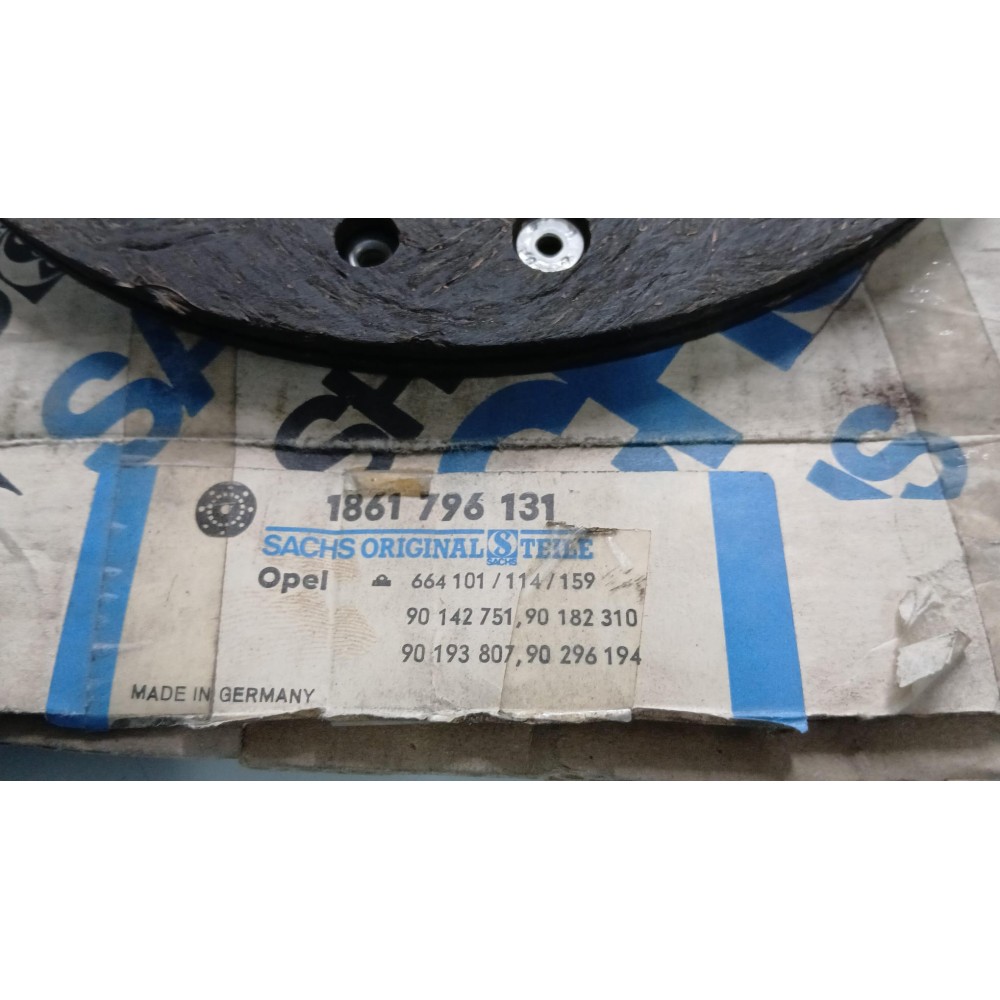 1861 796 131
SACHS ORIGINAL S TEILE
SACHS
Opel ≙ 664 101/114/159
90 142 751, 90 182 310
90 193 807, 90 296 194
MADE IN GERMANY